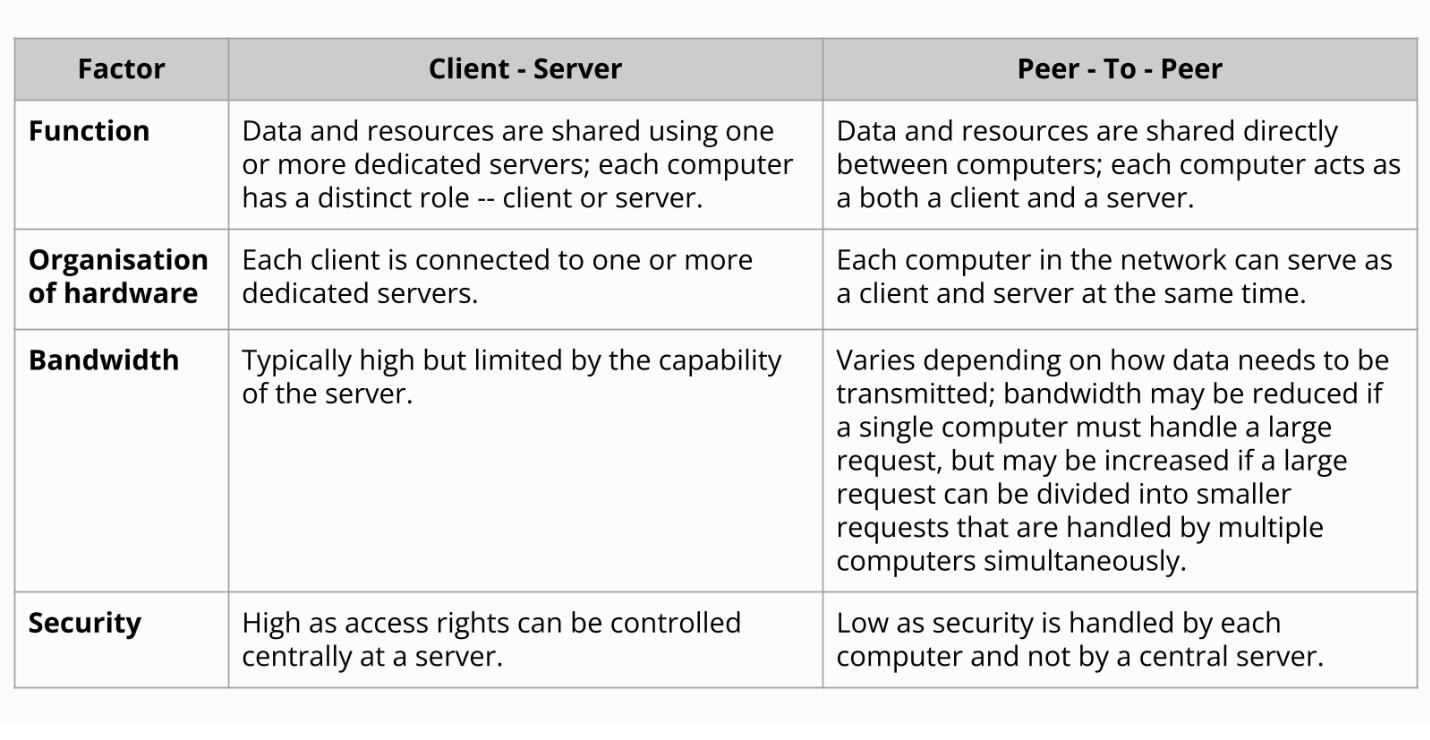 Factor
Client - Server
Peer - To - Peer
Function
Data and resources are shared using one
or more dedicated servers; each computer
has a distinct role -- client or server.
Data and resources are shared directly
between computers; each computer acts as
a both a client and a server.
Organisation
of hardware
Each client is connected to one or more
dedicated servers.
Each computer in the network can serve as
a client and server at the same time.
Bandwidth
Typically high but limited by the capability
of the server.
Varies depending on how data needs to be
transmitted; bandwidth may be reduced if
a single computer must handle a large
request, but may be increased if a large
request can be divided into smaller
requests that are handled by multiple
computers simultaneously.
Security
High as access rights can be controlled
centrally at a server.
Low as security is handled by each
computer and not by a central server.